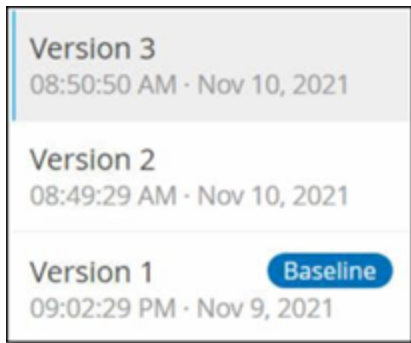 Version 3
08:50:50 AM · Nov 10, 2021
Version 2
08:49:29 AM · Nov 10, 2021
Version 1 Baseline
09:02:29 PM · Nov 9, 2021